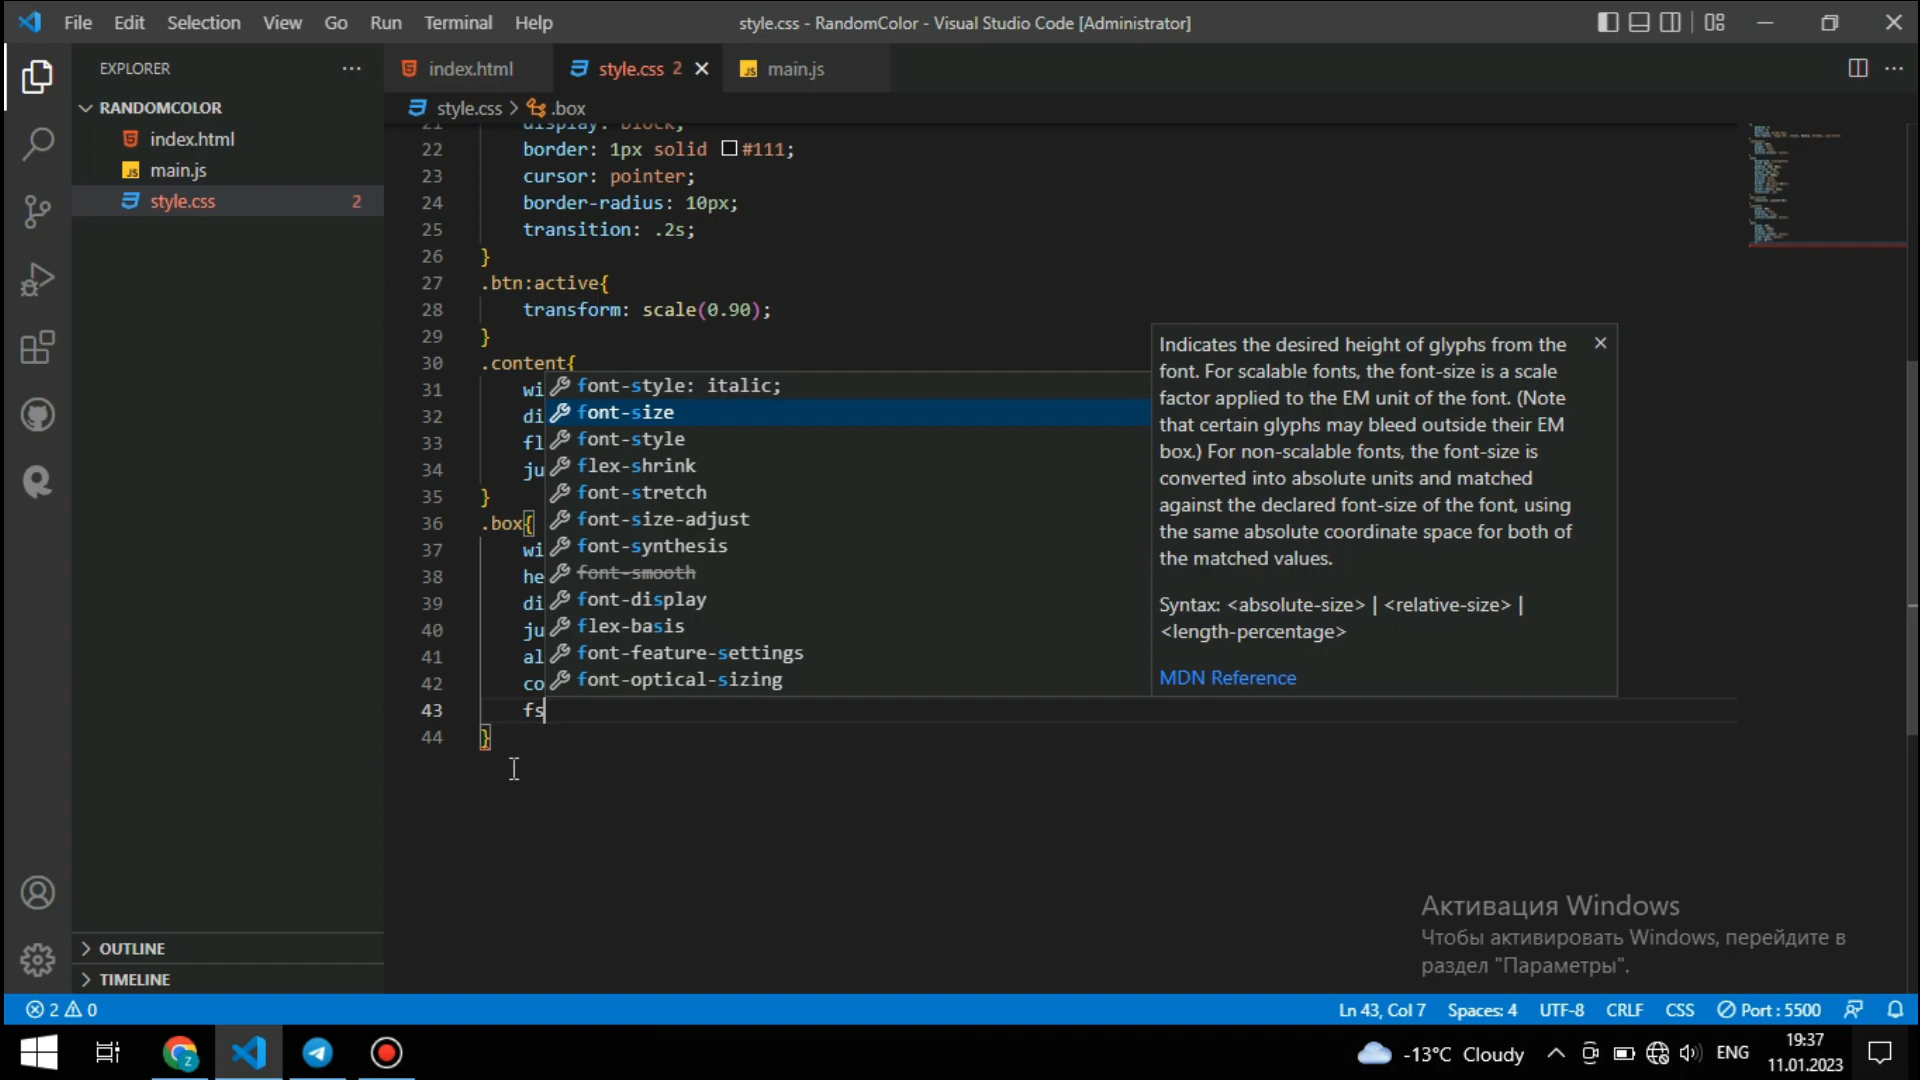 File Edit Selection View Go Run Terminal Help
style.css - RandomColor - Visual Studio Code [Administrator]
EXPLORER
RANDOMCOLOR
index.html
main.js
style.css 2
OUTLINE
TIMELINE
index.html
style.css 2
main.js
style.css > .box
21 display: block;
22 border: 1px solid #111;
23 cursor: pointer;
24 border-radius: 10px;
25 transition: .2s;
26 }
27 .btn:active{
28 transform: scale(0.90);
29 }
30 .content{
31 wi
32 di
33 fl
34 ju
35 }
36 .box{
37 wi
38 he
39 di
40 ju
41 al
42 co
43 fs
44 }
font-style: italic;
font-size
font-style
flex-shrink
font-stretch
font-size-adjust
font-synthesis
font-smooth
font-display
flex-basis
font-feature-settings
font-optical-sizing
Indicates the desired height of glyphs from the
font. For scalable fonts, the font-size is a scale
factor applied to the EM unit of the font. (Note
that certain glyphs may bleed outside their EM
box.) For non-scalable fonts, the font-size is
converted into absolute units and matched
against the declared font-size of the font, using
the same absolute coordinate space for both of
the matched values.
Syntax: <absolute-size> | <relative-size> |
<length-percentage>
MDN Reference
Активация Windows
Чтобы активировать Windows, перейдите в
раздел "Параметры".
2 0
Ln 43, Col 7 Spaces: 4 UTF-8 CRLF CSS Port : 5500
-13°C Cloudy ENG
19:37
11.01.2023